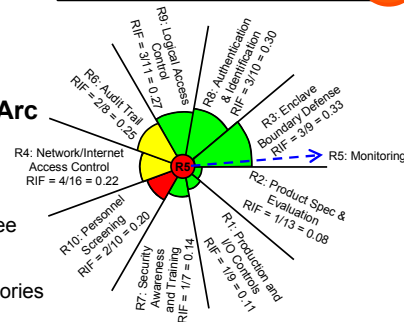 R9: Logical Access
Control
RIF = 3/11 = 0.27
R8: Authentication
& Identification
RIF = 3/10 = 0.30
R3: Enclave
Boundary Defense
RIF = 3/9 = 0.33
R5: Monitoring
R2: Product Spec &
Evaluation
RIF = 1/13 = 0.08
R1: Production and
I/O Controls
RIF = 1/9 = 0.11
R7: Security
Awareness
and Training
RIF = 1/7 = 0.14
R10: Personnel
Screening
RIF = 2/10 = 0.20
R4: Network/Internet
Access Control
RIF = 4/16 = 0.22
R6: Audit Trail
RIF = 2/8 = 0.25
R5
Arc
ee
ories